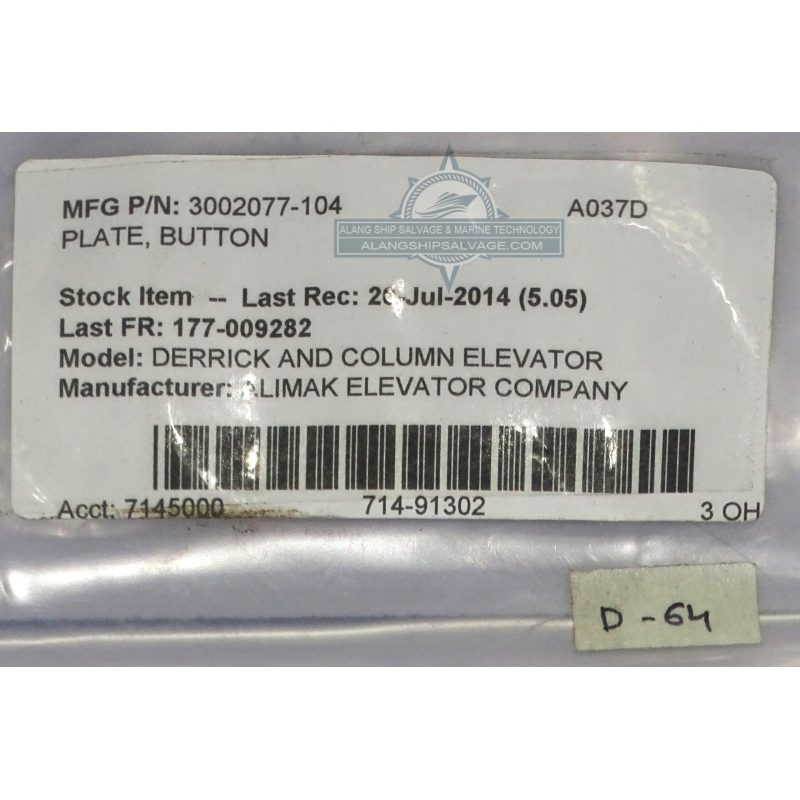 MFG P/N: 3002077-104 A037D
PLATE, BUTTON
ALANG SHIP SALVAGE & MARINE TECHNOLOGY
ALANGSHIPSALVAGE.COM
Stock Item -- Last Rec: -Jul-2014 (5.05)
Last FR: 177-009282
Model: DERRICK AND COLUMN ELEVATOR
Manufacturer: ALIMAK ELEVATOR COMPANY
Acct: 7145000 714-91302 3 OH
D-64